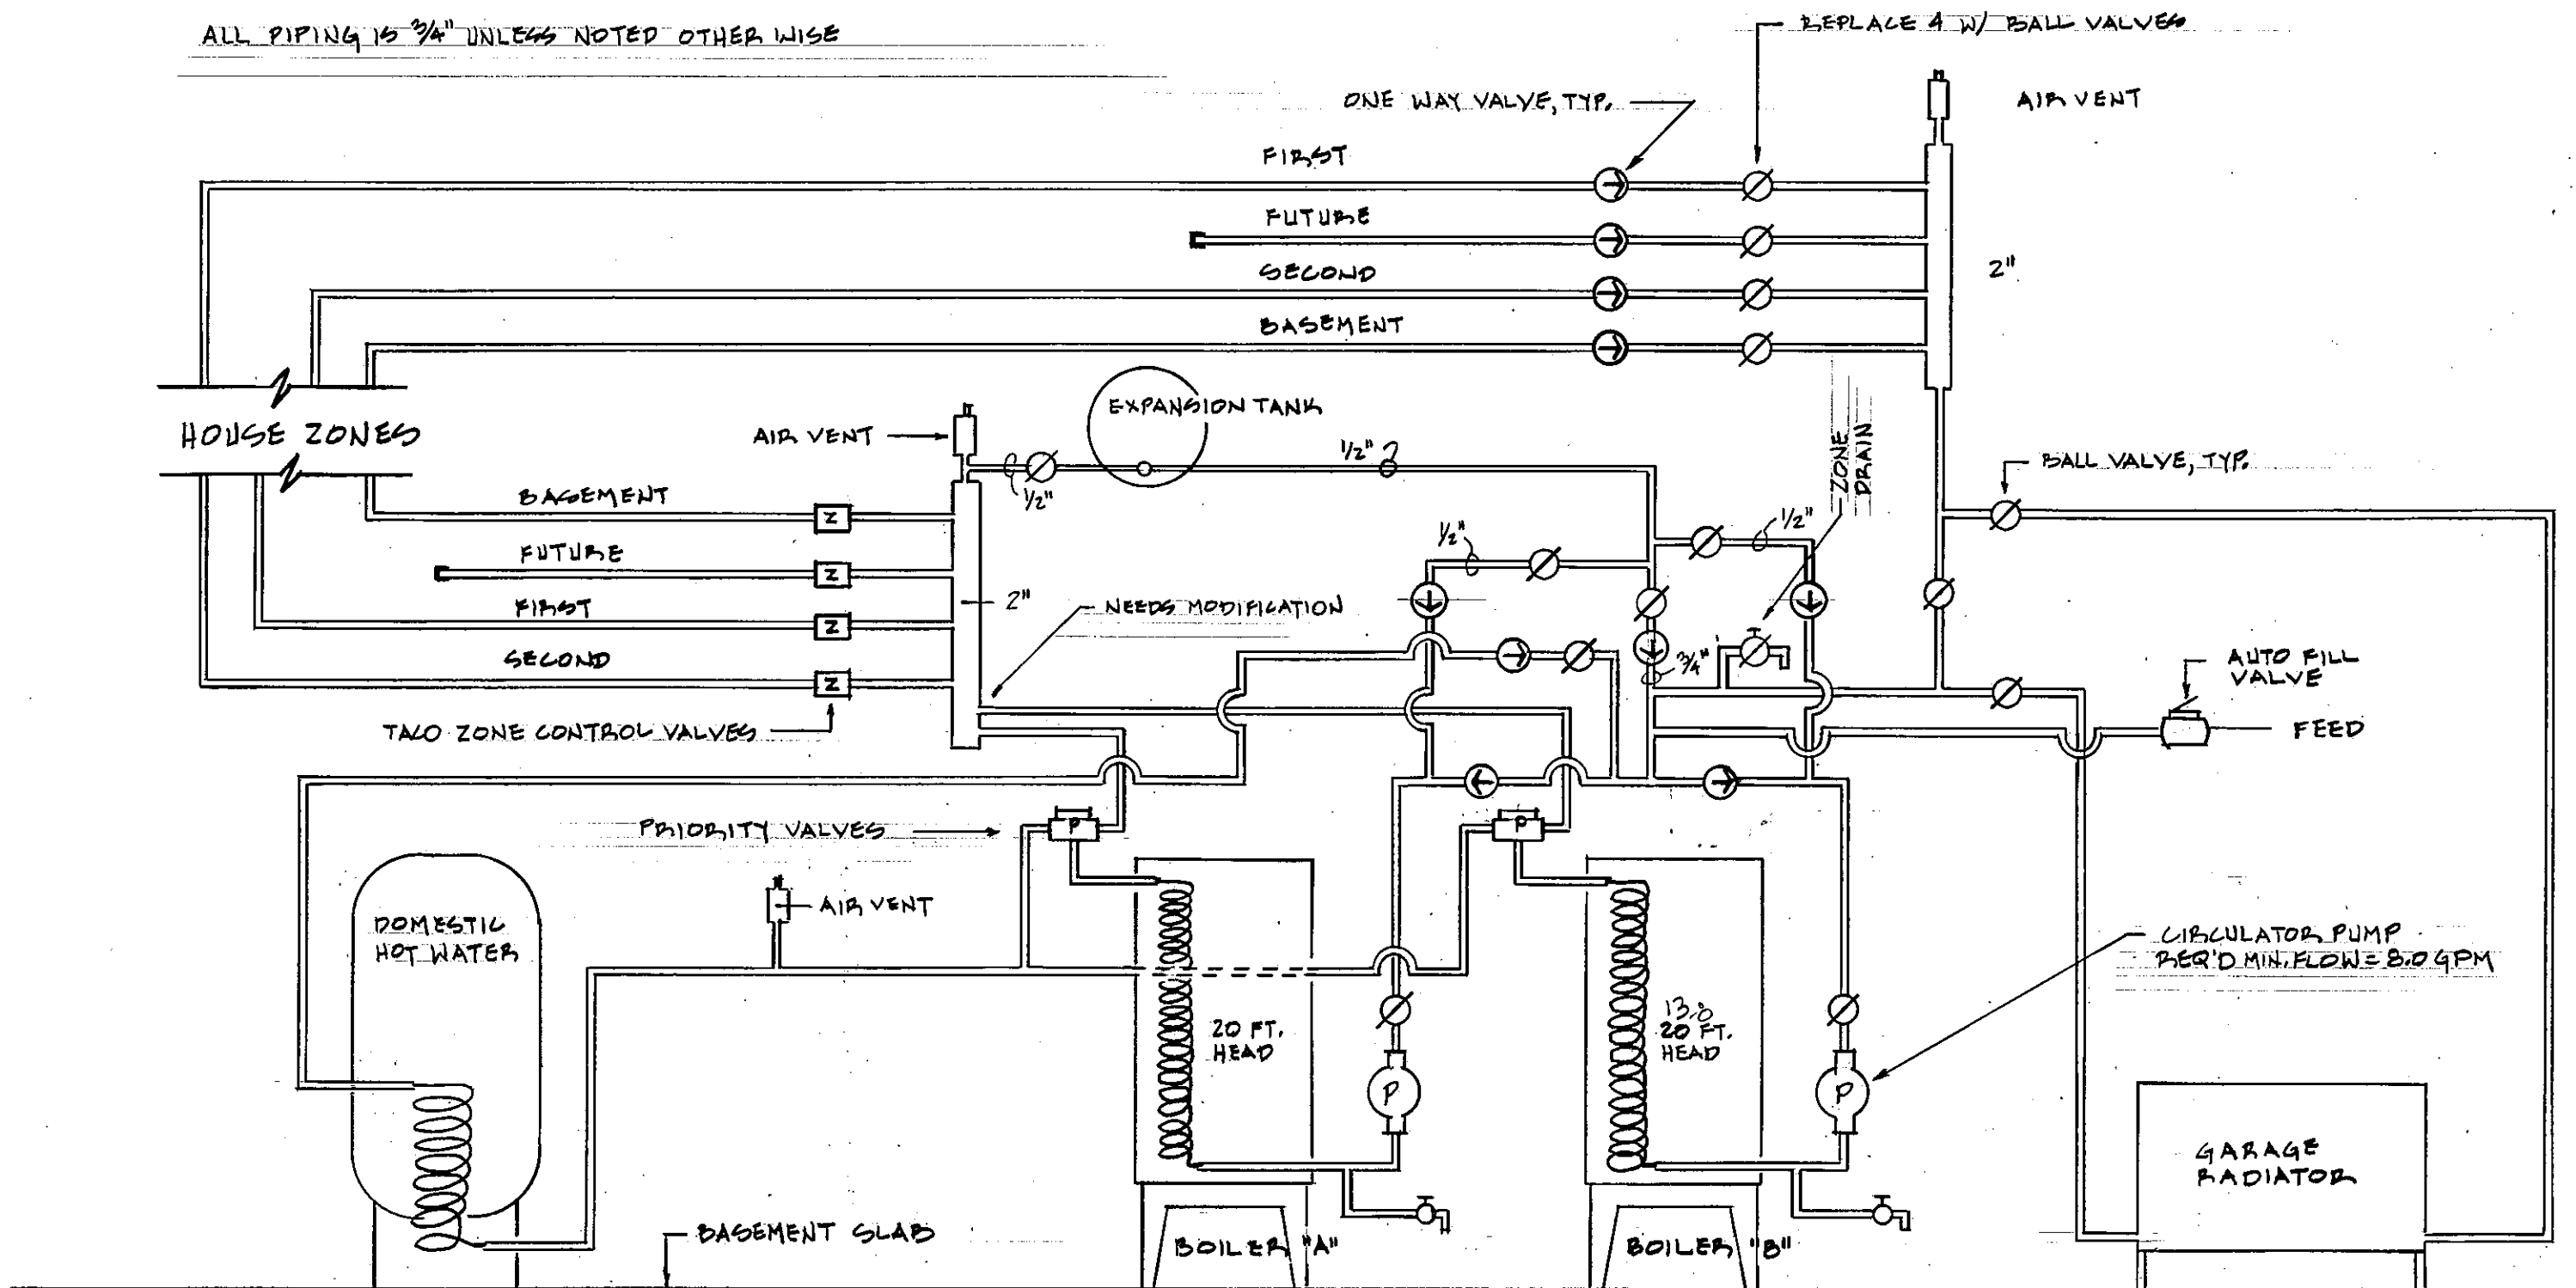 ALL PIPING IS 3/4" UNLESS NOTED OTHER WISE
REPLACE 4 W/ BALL VALVES
ONE WAY VALVE, TYP.
AIR VENT
FIRST
FUTURE
SECOND
2"
BASEMENT
HOUSE ZONES
AIR VENT
EXPANSION TANK
1/2"
1/2"
ZONE
DRAIN
BALL VALVE, TYP.
BASEMENT
Z
1/2"
1/2"
FUTURE
Z
FIRST
Z
2"
NEEDS MODIFICATION
SECOND
Z
3/4"
AUTO FILL
VALVE
FEED
TACO ZONE CONTROL VALVES
PRIORITY VALVES
P
P
AIR VENT
DOMESTIC
HOT WATER
CIRCULATOR PUMP
REQ'D MIN. FLOW = 8.0 GPM
20 FT.
HEAD
13.8
20 FT.
HEAD
P
P
GARAGE
RADIATOR
BASEMENT SLAB
BOILER "A"
BOILER "B"